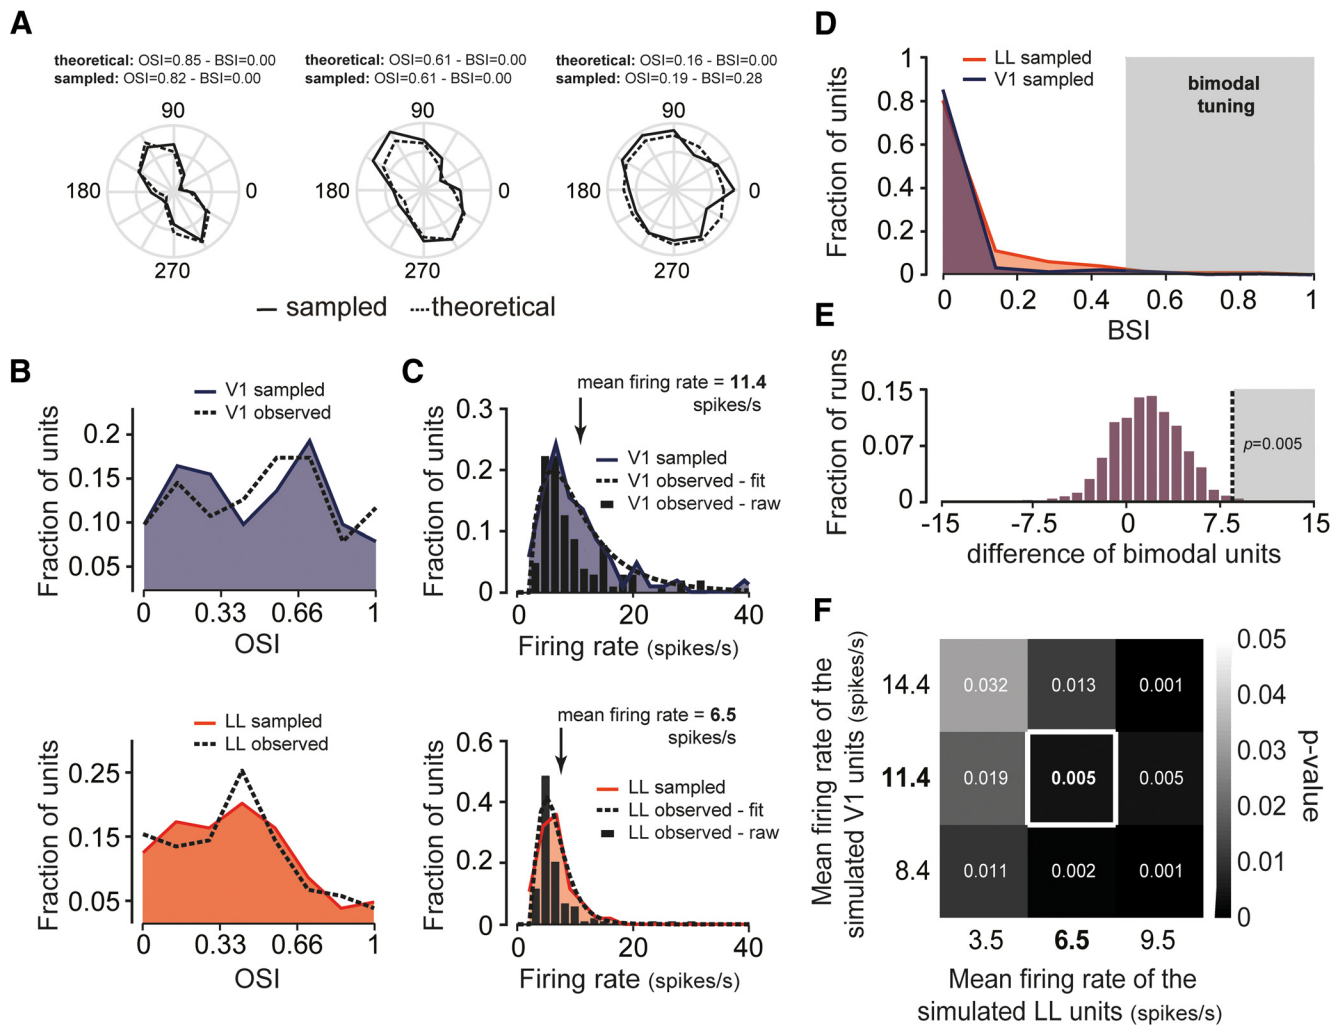 A
theoretical: OSI=0.85 - BSI=0.00
sampled: OSI=0.82 - BSI=0.00
theoretical: OSI=0.61 - BSI=0.00
sampled: OSI=0.61 - BSI=0.00
theoretical: OSI=0.16 - BSI=0.00
sampled: OSI=0.19 - BSI=0.28
90
180
0
270
90
180
0
270
90
180
0
270
sampled
theoretical
B
V1 sampled
V1 observed
Fraction of units
0.2
0.15
0.10
0.05
0
0.33
0.66
1
OSI
LL sampled
LL observed
Fraction of units
0.25
0.15
0.05
0
0.33
0.66
1
OSI
C
mean firing rate = 11.4
spikes/s
V1 sampled
V1 observed - fit
V1 observed - raw
Fraction of units
0.3
0.2
0.1
0
0
20
40
Firing rate (spikes/s)
mean firing rate = 6.5
spikes/s
LL sampled
LL observed - fit
LL observed - raw
Fraction of units
0.6
0.4
0.2
0
0
20
40
Firing rate (spikes/s)
D
LL sampled
V1 sampled
bimodal
tuning
Fraction of units
1
0.8
0.6
0.4
0.2
0
0
0.2
0.4
0.6
0.8
1
BSI
E
Fraction of runs
0.15
0.07
0
p=0.005
-15
-7.5
0
7.5
15
difference of bimodal units
F
Mean firing rate of the
simulated V1 units (spikes/s)
14.4
0.032
0.013
0.001
11.4
0.019
0.005
0.005
8.4
0.011
0.002
0.001
3.5
6.5
9.5
Mean firing rate of the
simulated LL units (spikes/s)
0.05
0.04
0.03
0.02
0.01
0
p-value